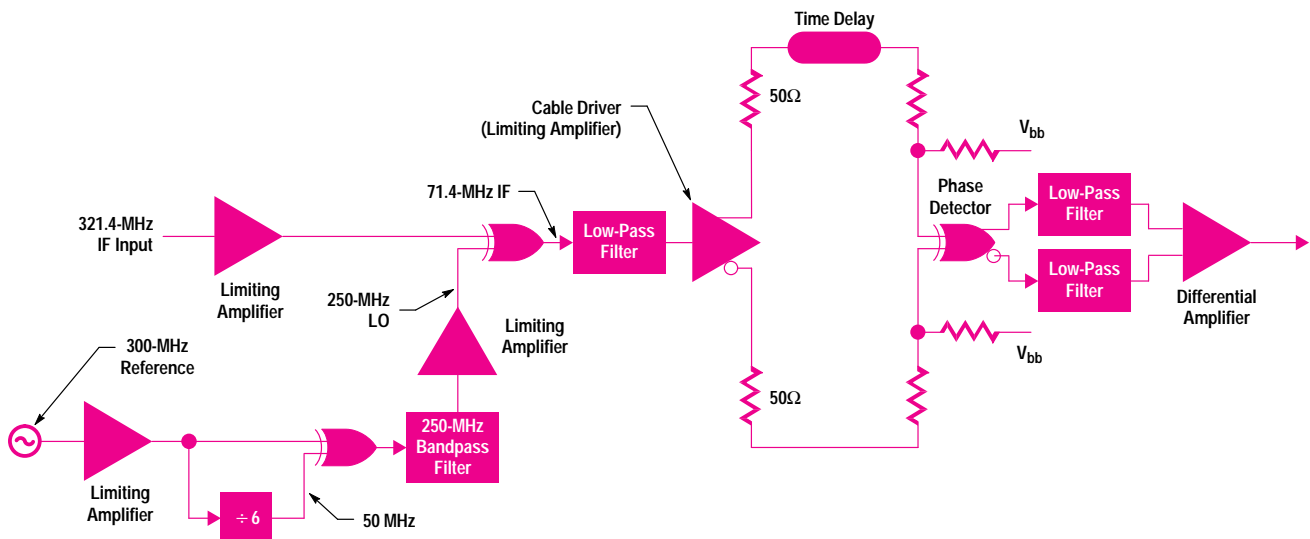 Time Delay
50Ω
Cable Driver
(Limiting Amplifier)
V_bb
Phase
Detector
Low-Pass
Filter
71.4-MHz IF
321.4-MHz
IF Input
Low-Pass
Filter
Low-Pass
Filter
Limiting
Amplifier
250-MHz
LO
Limiting
Amplifier
Differential
Amplifier
300-MHz
Reference
V_bb
50Ω
250-MHz
Bandpass
Filter
Limiting
Amplifier
÷ 6
50 MHz